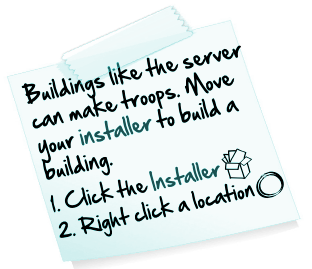 Buildings like the server
can make troops. Move
your installer to build a
building.
1. Click the Installer
2. Right click a location